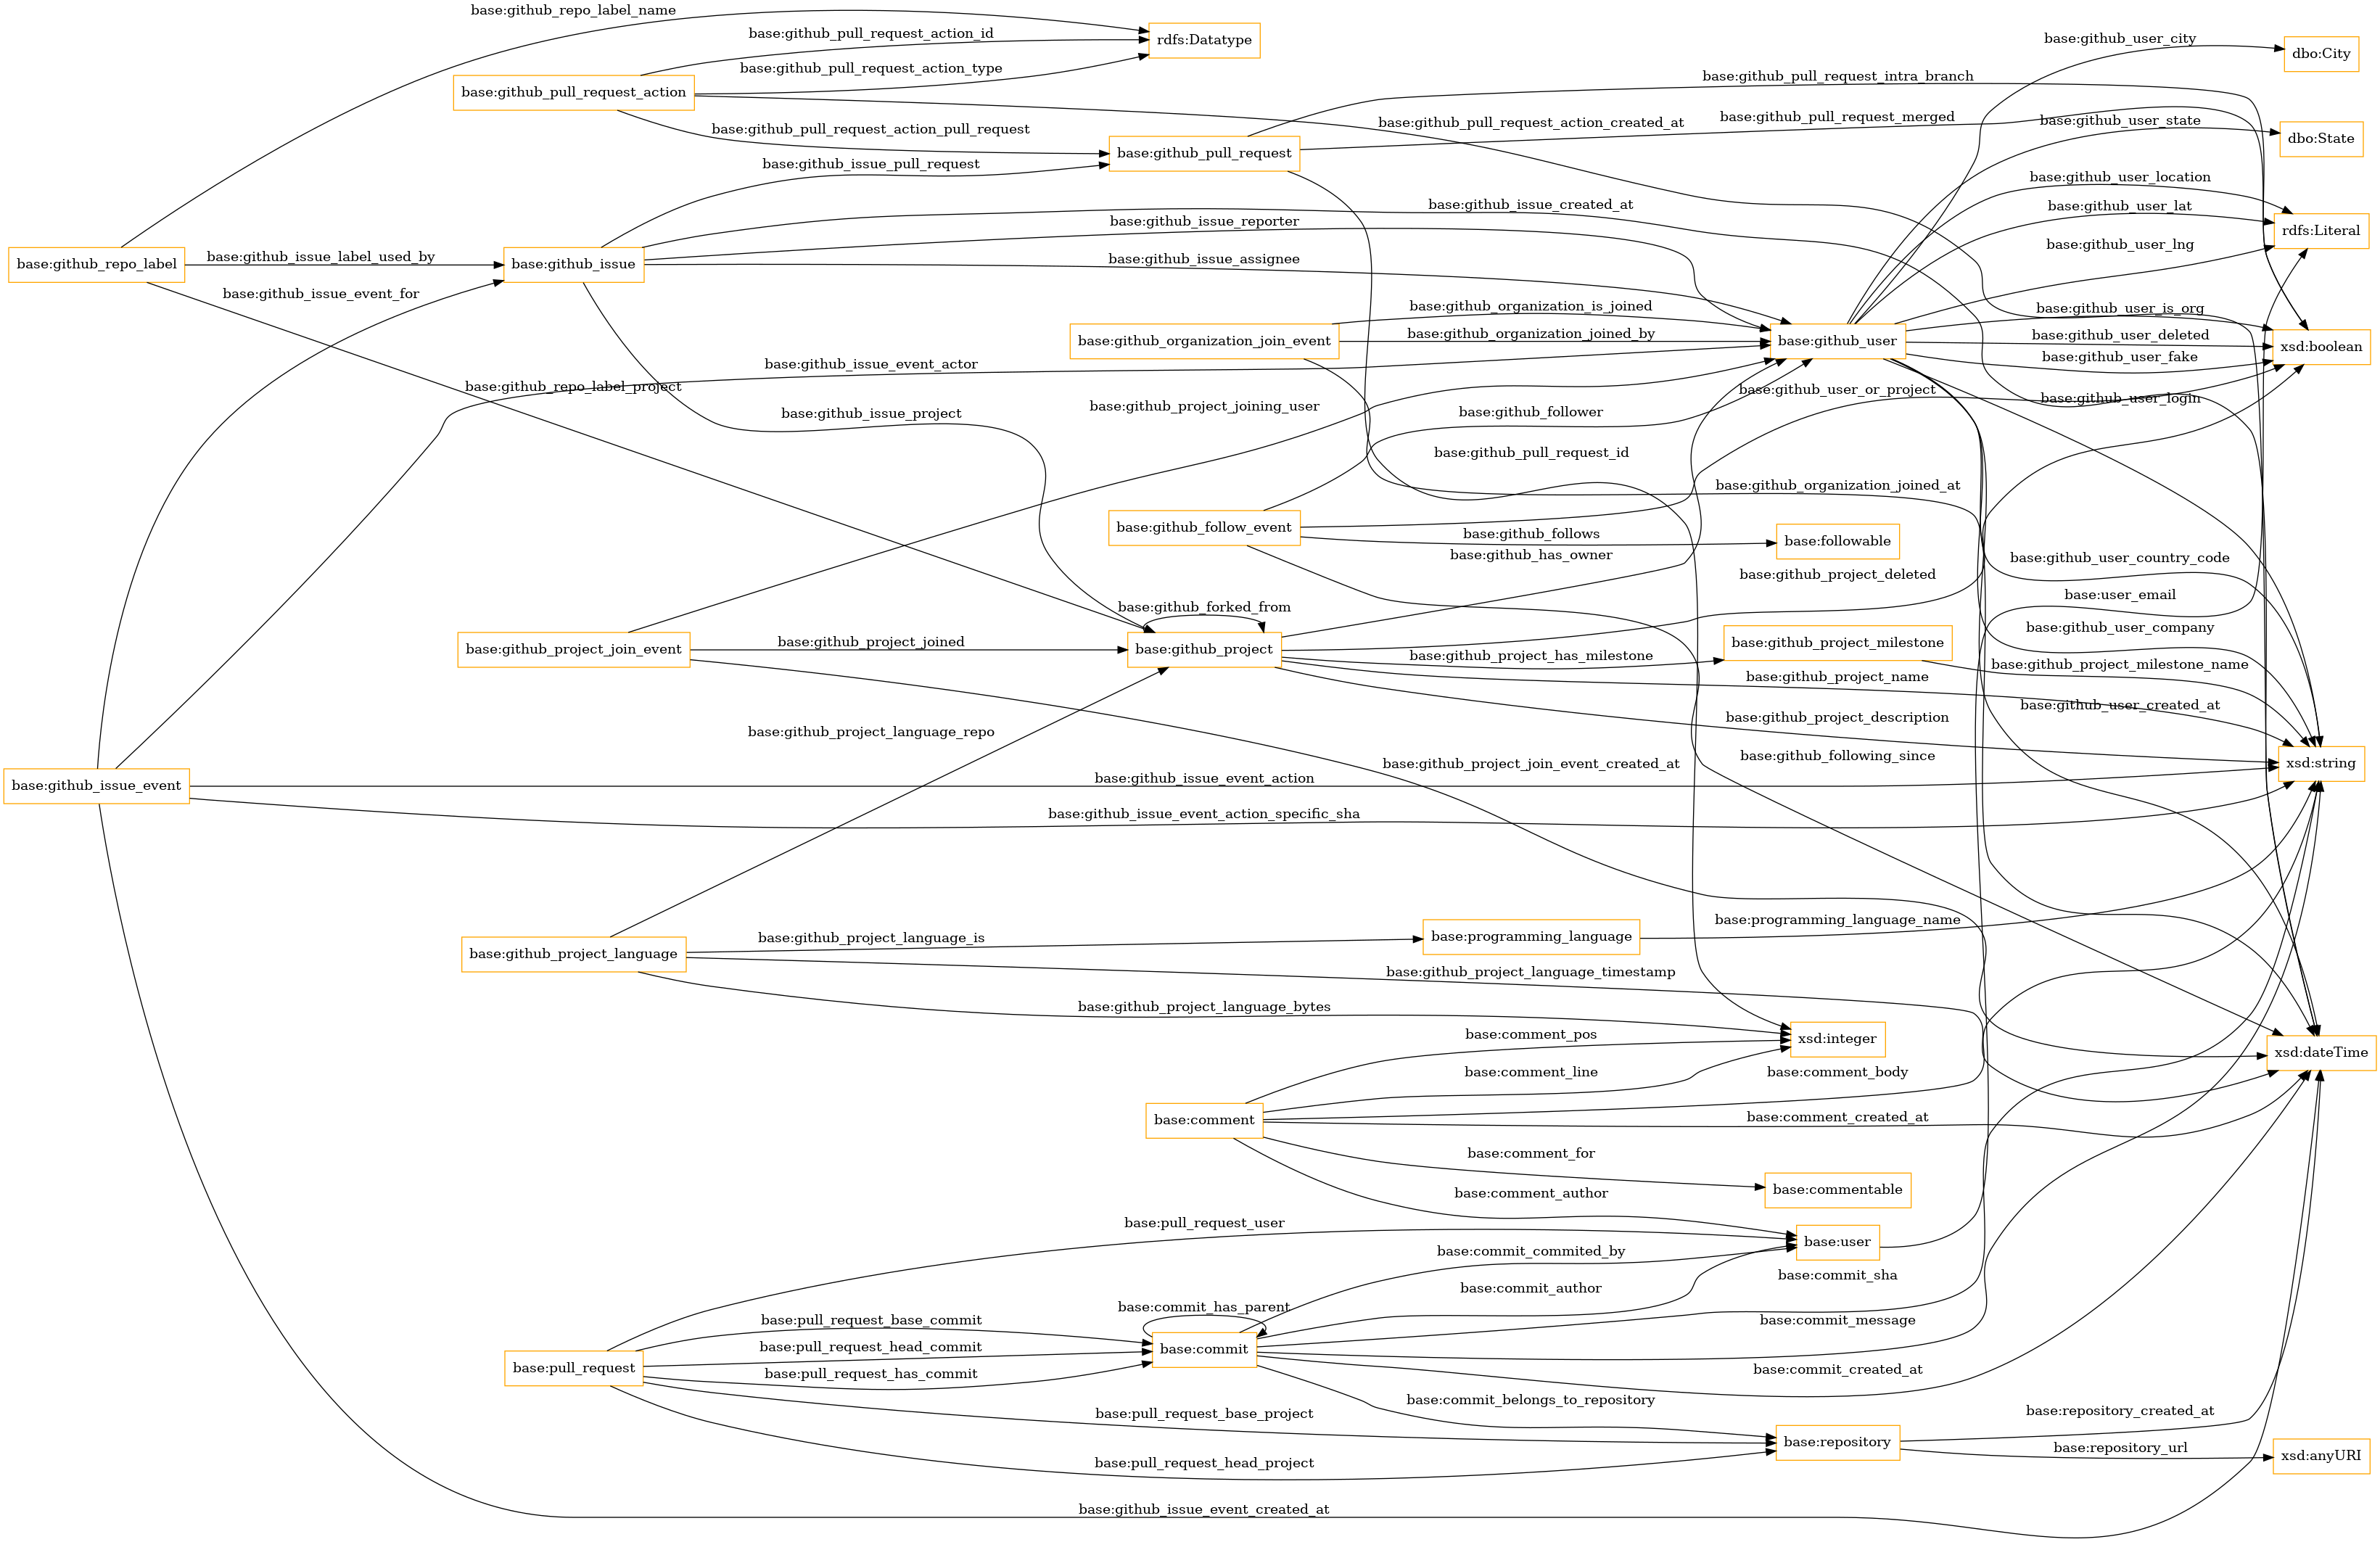 base:github_repo_label_name
base:github_pull_request_action_id
rdfs:Datatype
base:github_user_city
dbo:City
base:github_pull_request_action_type
base:github_pull_request_intra_branch
base:github_pull_request_action
base:github_pull_request_action_created_at
base:github_pull_request_merged
base:github_user_state
base:github_pull_request_action_pull_request
dbo:State
base:github_pull_request
base:github_issue_pull_request
base:github_user_location
base:github_issue_created_at
base:github_user_lat
base:github_issue_reporter
rdfs:Literal
base:github_user_lng
base:github_issue_label_used_by
base:github_issue_assignee
base:github_repo_label
base:github_issue
base:github_issue_event_for
base:github_organization_is_joined
base:github_user_is_org
base:github_organization_joined_by
base:github_user_deleted
base:github_organization_join_event
base:github_user
xsd:boolean
base:github_user_fake
base:github_issue_event_actor
base:github_repo_label_project
base:github_user_or_project
base:github_user_login
base:github_project_joining_user
base:github_issue_project
base:github_follower
base:github_pull_request_id
base:github_organization_joined_at
base:github_follow_event
base:github_follows
base:followable
base:github_has_owner
base:github_user_country_code
base:github_project_deleted
base:user_email
base:github_forked_from
base:github_user_company
base:github_project_joined
base:github_project_milestone
base:github_project_join_event
base:github_project
base:github_project_has_milestone
base:github_project_milestone_name
base:github_project_name
base:github_user_created_at
base:github_project_description
base:github_project_language_repo
base:github_following_since
base:github_project_join_event_created_at
xsd:string
base:github_issue_event_action
base:github_issue_event
base:github_issue_event_action_specific_sha
base:programming_language_name
base:github_project_language_is
base:programming_language
base:github_project_language
base:github_project_language_timestamp
base:github_project_language_bytes
base:comment_pos
xsd:integer
xsd:dateTime
base:comment_line
base:comment_body
base:comment
base:comment_created_at
base:comment_for
base:commentable
base:comment_author
base:pull_request_user
base:user
base:commit_commited_by
base:commit_sha
base:commit_author
base:commit_has_parent
base:pull_request_base_commit
base:commit_message
base:pull_request_head_commit
base:commit
base:pull_request
base:pull_request_has_commit
base:commit_created_at
base:commit_belongs_to_repository
base:pull_request_base_project
base:repository_created_at
base:repository
base:repository_url
xsd:anyURI
base:pull_request_head_project
base:github_issue_event_created_at